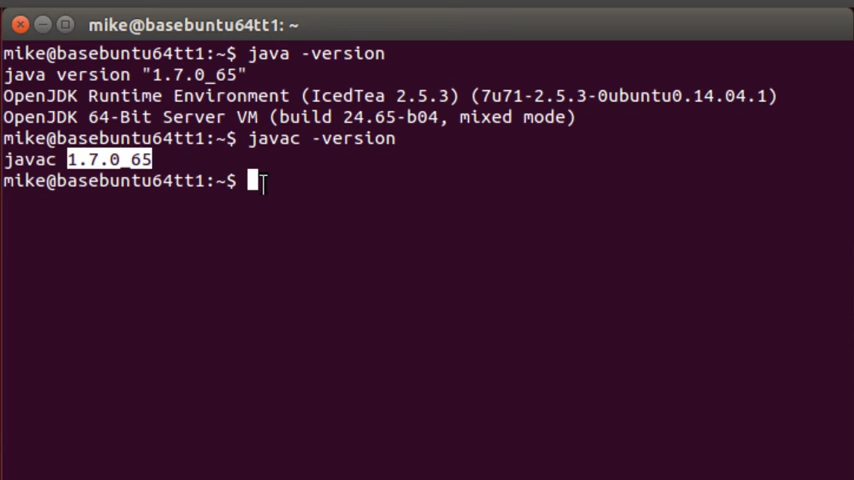 mike@basebuntu64tt1: ~
mike@basebuntu64tt1:~$ java -version
java version "1.7.0_65"
OpenJDK Runtime Environment (IcedTea 2.5.3) (7u71-2.5.3-0ubuntu0.14.04.1)
OpenJDK 64-Bit Server VM (build 24.65-b04, mixed mode)
mike@basebuntu64tt1:~$ javac -version
javac 1.7.0_65
mike@basebuntu64tt1:~$